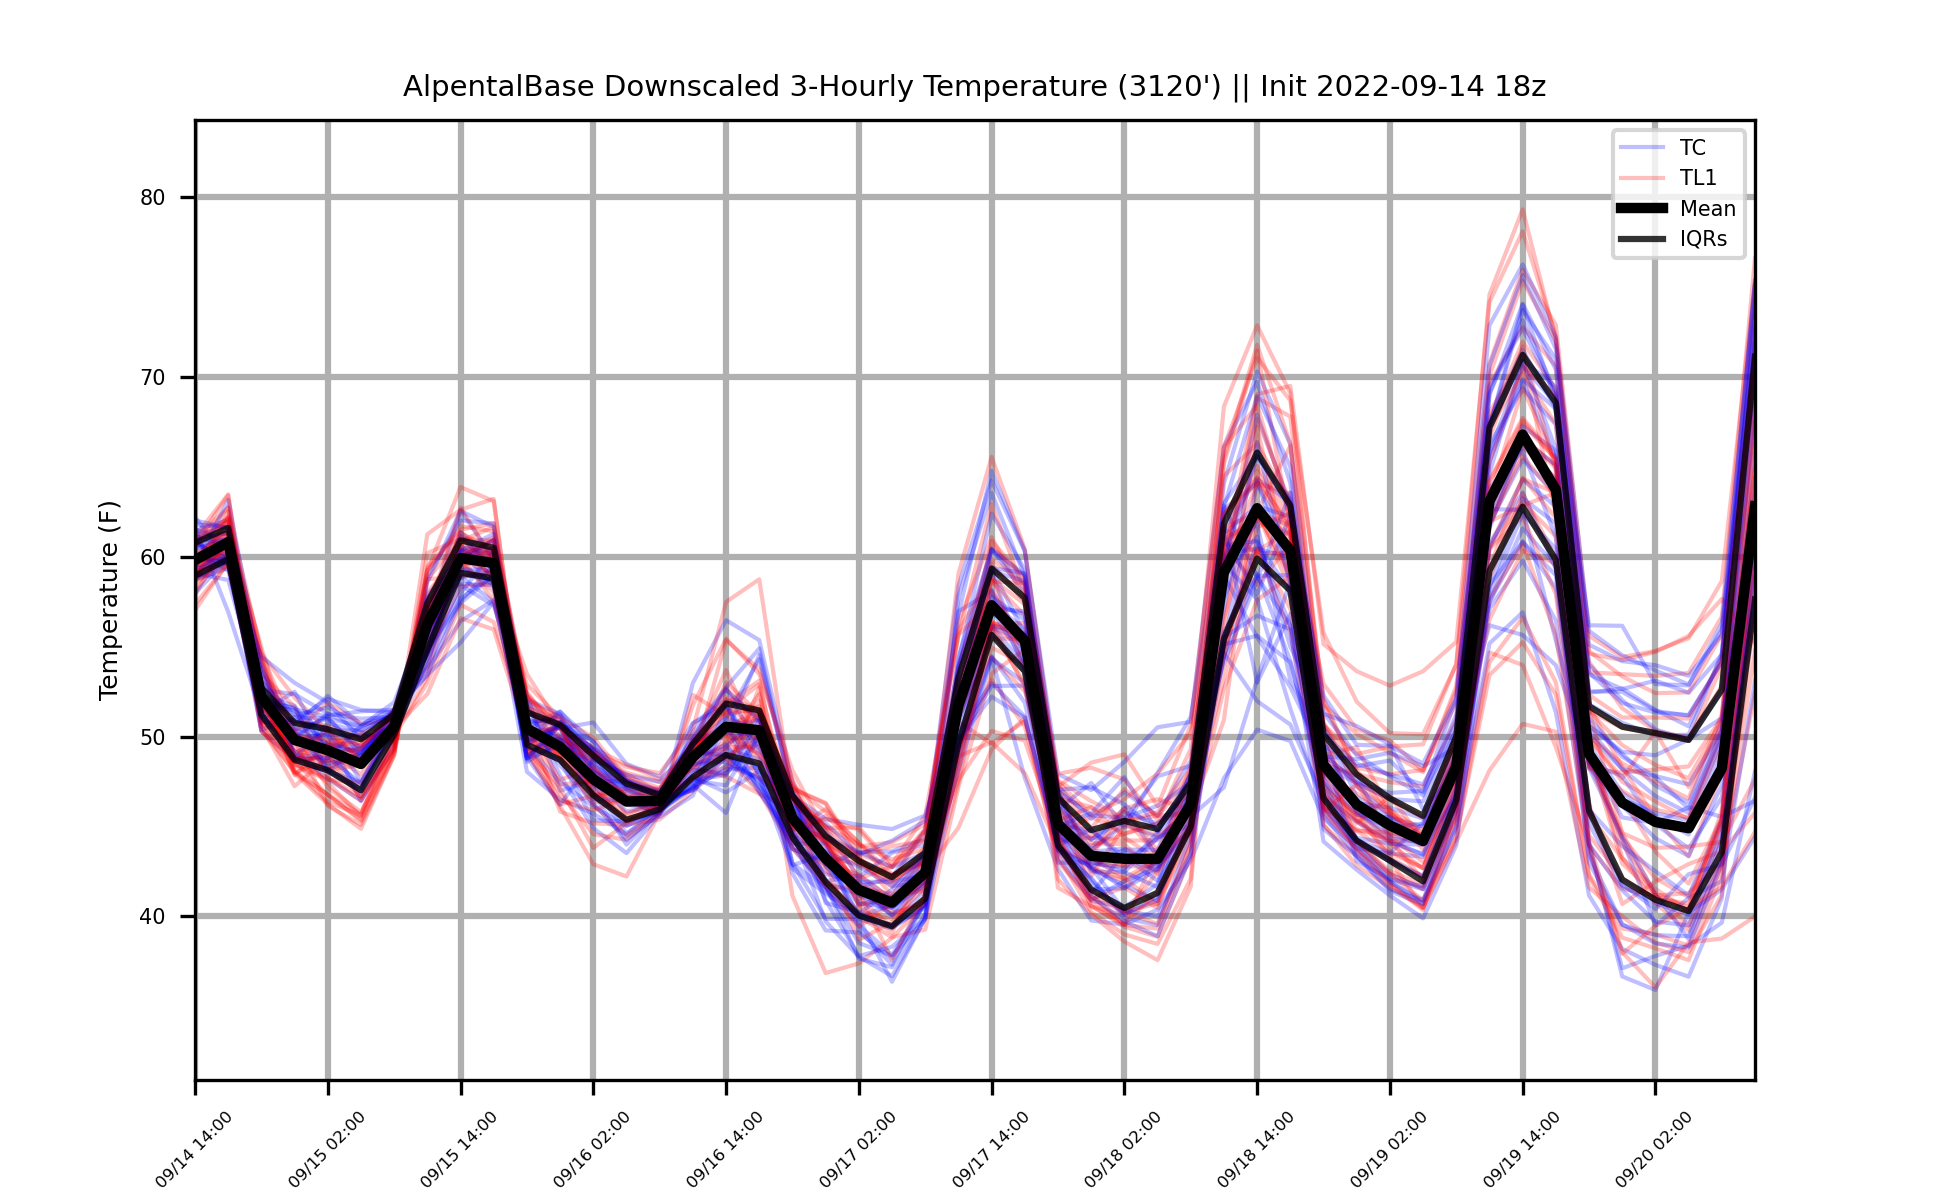 AlpentalBase Downscaled 3-Hourly Temperature (3120') || Init 2022-09-14 18z
TC
TL1
Mean
IQRs
Temperature (F)
80
70
60
50
40
09/14 14:00
09/15 02:00
09/15 14:00
09/16 02:00
09/16 14:00
09/17 02:00
09/17 14:00
09/18 02:00
09/18 14:00
09/19 02:00
09/19 14:00
09/20 02:00